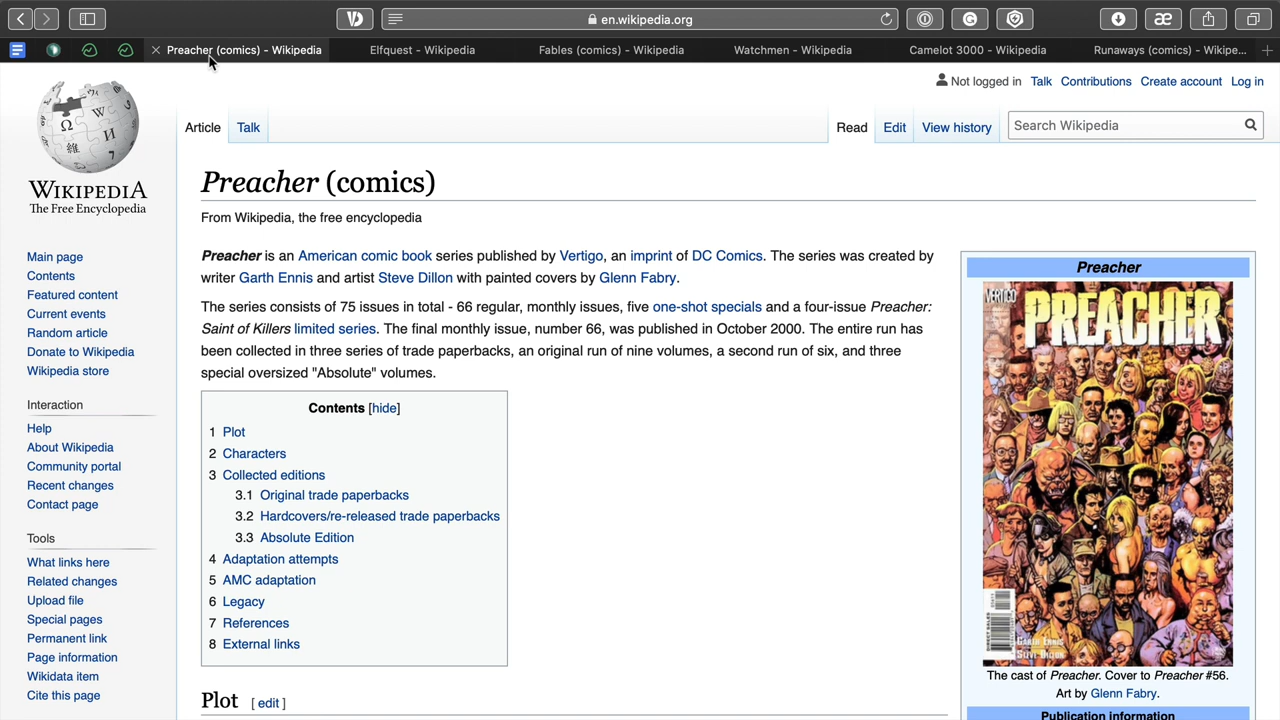 en.wikipedia.org
Preacher (comics) - Wikipedia
Elfquest - Wikipedia
Fables (comics) - Wikipedia
Watchmen - Wikipedia
Camelot 3000 - Wikipedia
Runaways (comics) - Wikipe...
Not logged in Talk Contributions Create account Log in
Article Talk
Read Edit View history
Search Wikipedia
WIKIPEDIA
The Free Encyclopedia
Main page
Contents
Featured content
Current events
Random article
Donate to Wikipedia
Wikipedia store
Interaction
Help
About Wikipedia
Community portal
Recent changes
Contact page
Tools
What links here
Related changes
Upload file
Special pages
Permanent link
Page information
Wikidata item
Cite this page
Preacher (comics)
From Wikipedia, the free encyclopedia
Preacher is an American comic book series published by Vertigo, an imprint of DC Comics. The series was created by
writer Garth Ennis and artist Steve Dillon with painted covers by Glenn Fabry.
The series consists of 75 issues in total - 66 regular, monthly issues, five one-shot specials and a four-issue Preacher:
Saint of Killers limited series. The final monthly issue, number 66, was published in October 2000. The entire run has
been collected in three series of trade paperbacks, an original run of nine volumes, a second run of six, and three
special oversized "Absolute" volumes.
Contents [hide]
1 Plot
2 Characters
3 Collected editions
3.1 Original trade paperbacks
3.2 Hardcovers/re-released trade paperbacks
3.3 Absolute Edition
4 Adaptation attempts
5 AMC adaptation
6 Legacy
7 References
8 External links
Plot [ edit ]
Preacher
VERTIGO
PREACHER
GARTH ENNIS
STEVE DILLON
The cast of Preacher. Cover to Preacher #56.
Art by Glenn Fabry.
Publication information